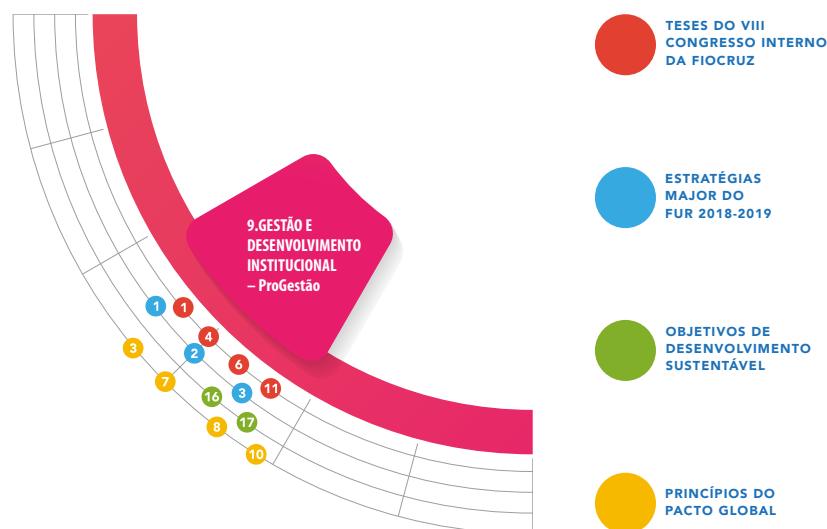 9.GESTÃO E
DESENVOLVIMENTO
INSTITUCIONAL
– ProGestão
1
1
4
3
2
6
7
3
11
16
17
8
10
TESES DO VIII
CONGRESSO INTERNO
DA FIOCRUZ
ESTRATÉGIAS
MAJOR DO
FUR 2018-2019
OBJETIVOS DE
DESENVOLVIMENTO
SUSTENTÁVEL
PRINCÍPIOS DO
PACTO GLOBAL